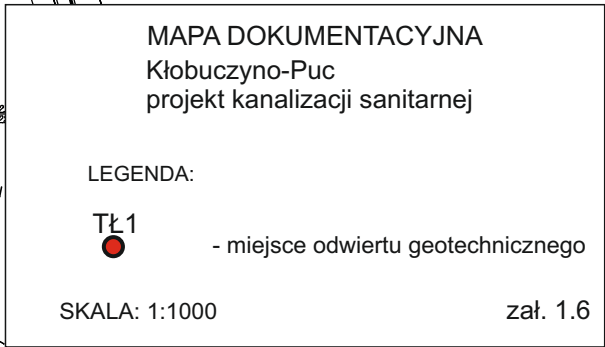 MAPA DOKUMENTACYJNA
Kłobuczyno-Puc
projekt kanalizacji sanitarnej
LEGENDA:
TŁ1
- miejsce odwiertu geotechnicznego
SKALA: 1:1000 zał. 1.6